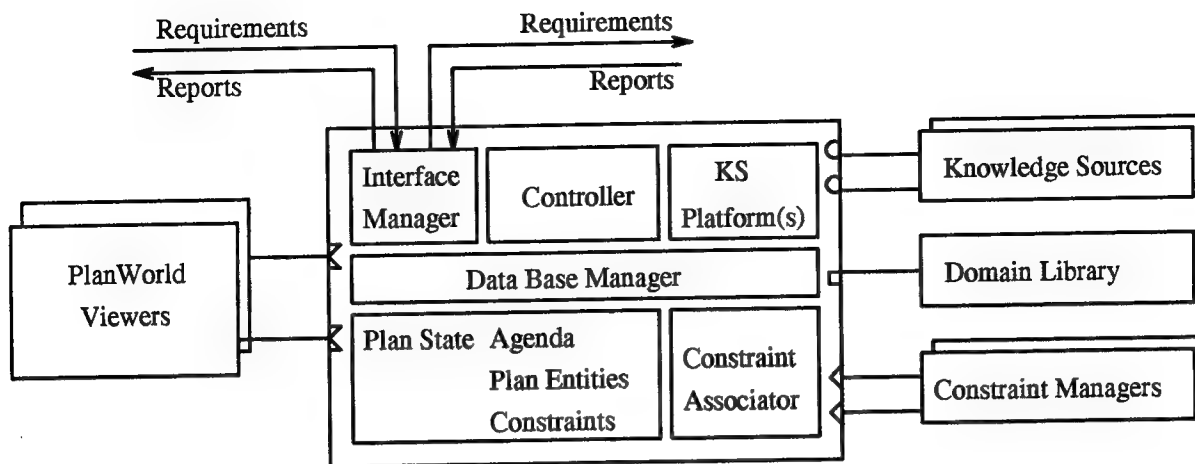 Requirements
Reports
Requirements
Reports
Interface
Manager
Controller
KS
Platform(s)
Knowledge Sources
PlanWorld
Viewers
Data Base Manager
Domain Library
Plan State Agenda
Plan Entities
Constraints
Constraint
Associator
Constraint Managers